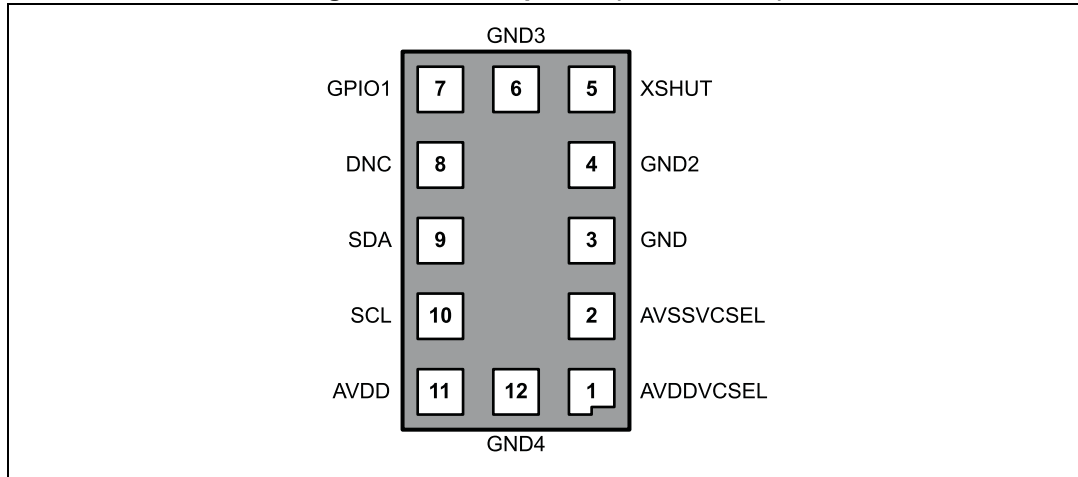 GND3
GPIO1 7 6 5 XSHUT
DNC 8 4 GND2
SDA 9 3 GND
SCL 10 2 AVSSVCSEL
AVDD 11 12 1 AVDDVCSEL
GND4